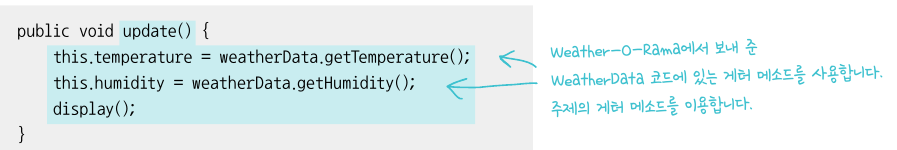 public void update() {
this.temperature = weatherData.getTemperature();
this.humidity = weatherData.getHumidity();
display();
}
Weather-O-Rama에서 보내 준
WeatherData 코드에 있는 게터 메소드를 사용합니다.
주제의 게터 메소드를 이용합니다.